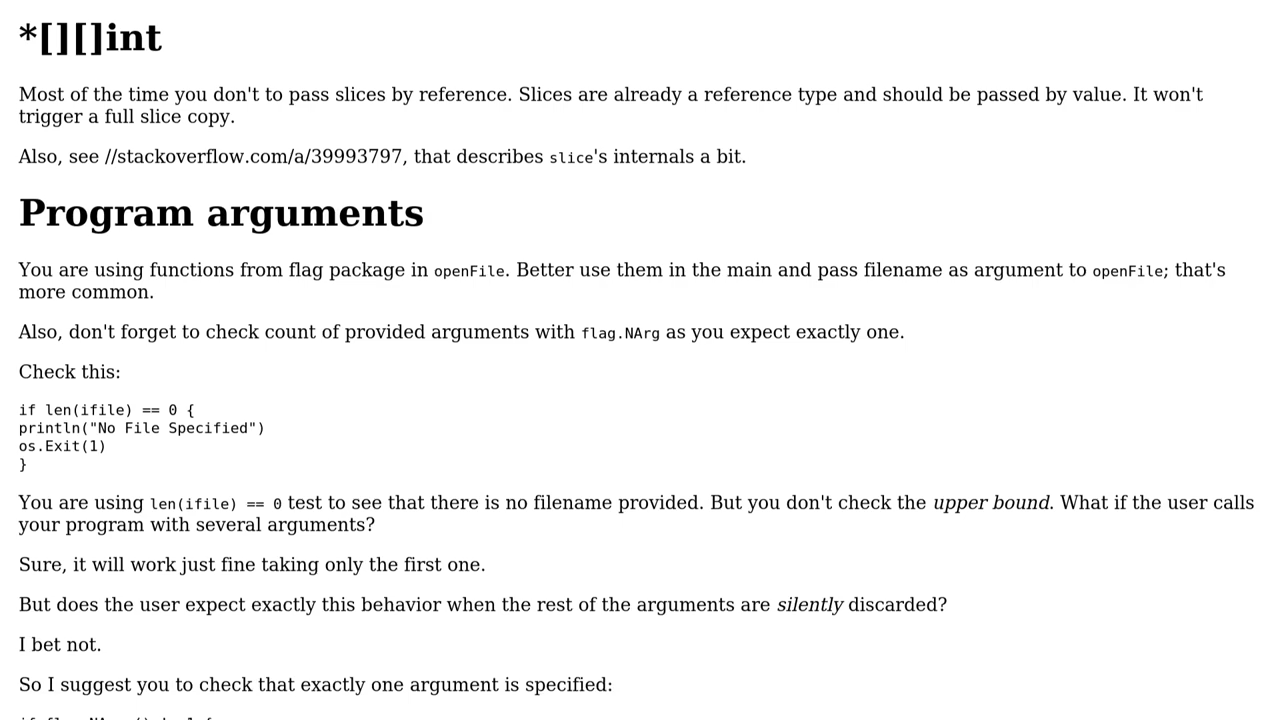 *[][]int
Most of the time you don't to pass slices by reference. Slices are already a reference type and should be passed by value. It won't
trigger a full slice copy.
Also, see //stackoverflow.com/a/39993797, that describes slice's internals a bit.
Program arguments
You are using functions from flag package in openFile. Better use them in the main and pass filename as argument to openFile; that's
more common.
Also, don't forget to check count of provided arguments with flag.NArg as you expect exactly one.
Check this:
if len(ifile) == 0 {
println("No File Specified")
os.Exit(1)
}
You are using len(ifile) == 0 test to see that there is no filename provided. But you don't check the upper bound. What if the user calls
your program with several arguments?
Sure, it will work just fine taking only the first one.
But does the user expect exactly this behavior when the rest of the arguments are silently discarded?
I bet not.
So I suggest you to check that exactly one argument is specified: